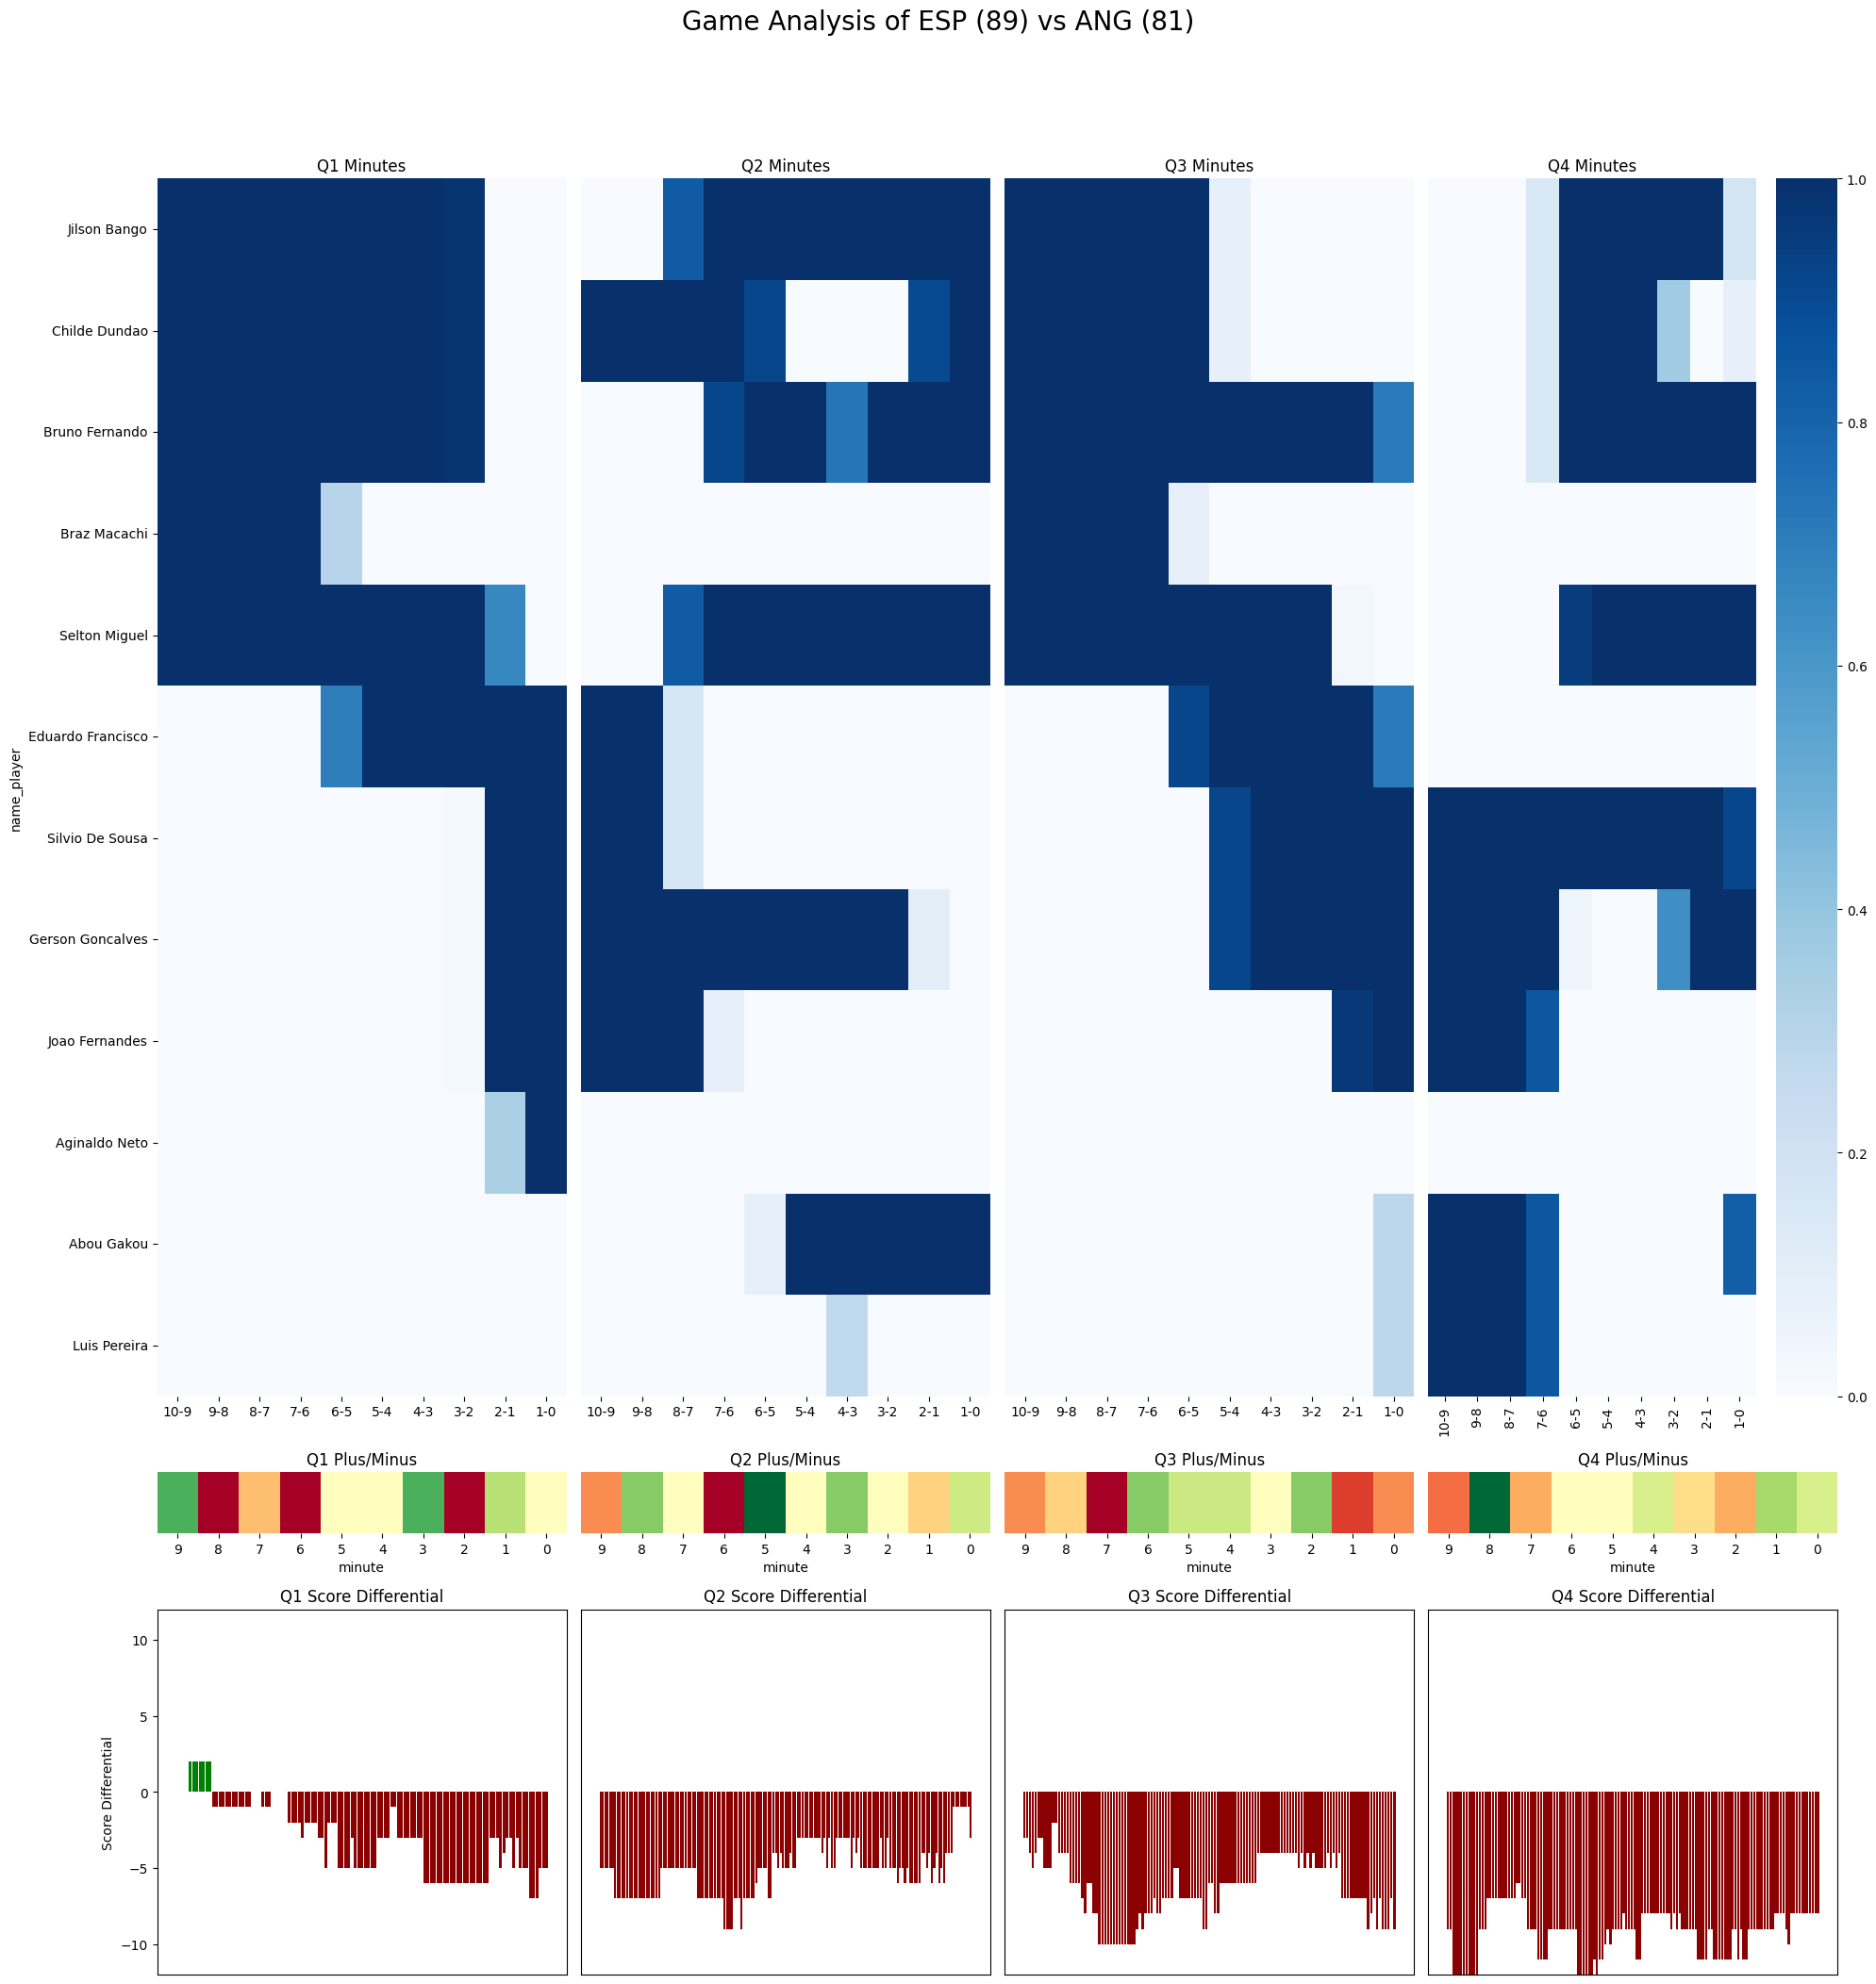 Game Analysis of ESP (89) vs ANG (81)
Q1 Minutes Q2 Minutes Q3 Minutes Q4 Minutes
name_player
Jilson Bango
Childe Dundao
Bruno Fernando
Braz Macachi
Selton Miguel
Eduardo Francisco
Silvio De Sousa
Gerson Goncalves
Joao Fernandes
Aginaldo Neto
Abou Gakou
Luis Pereira
1.0
0.8
0.6
0.4
0.2
0.0
10-9 9-8 8-7 7-6 6-5 5-4 4-3 3-2 2-1 1-0 10-9 9-8 8-7 7-6 6-5 5-4 4-3 3-2 2-1 1-0 10-9 9-8 8-7 7-6 6-5 5-4 4-3 3-2 2-1 1-0 10-9 9-8 8-7 7-6 6-5 5-4 4-3 3-2 2-1 1-0
Q1 Plus/Minus Q2 Plus/Minus Q3 Plus/Minus Q4 Plus/Minus
9 8 7 6 5 4 3 2 1 0 9 8 7 6 5 4 3 2 1 0 9 8 7 6 5 4 3 2 1 0 9 8 7 6 5 4 3 2 1 0
minute minute minute minute
Q1 Score Differential Q2 Score Differential Q3 Score Differential Q4 Score Differential
Score Differential
10
5
0
−5
−10